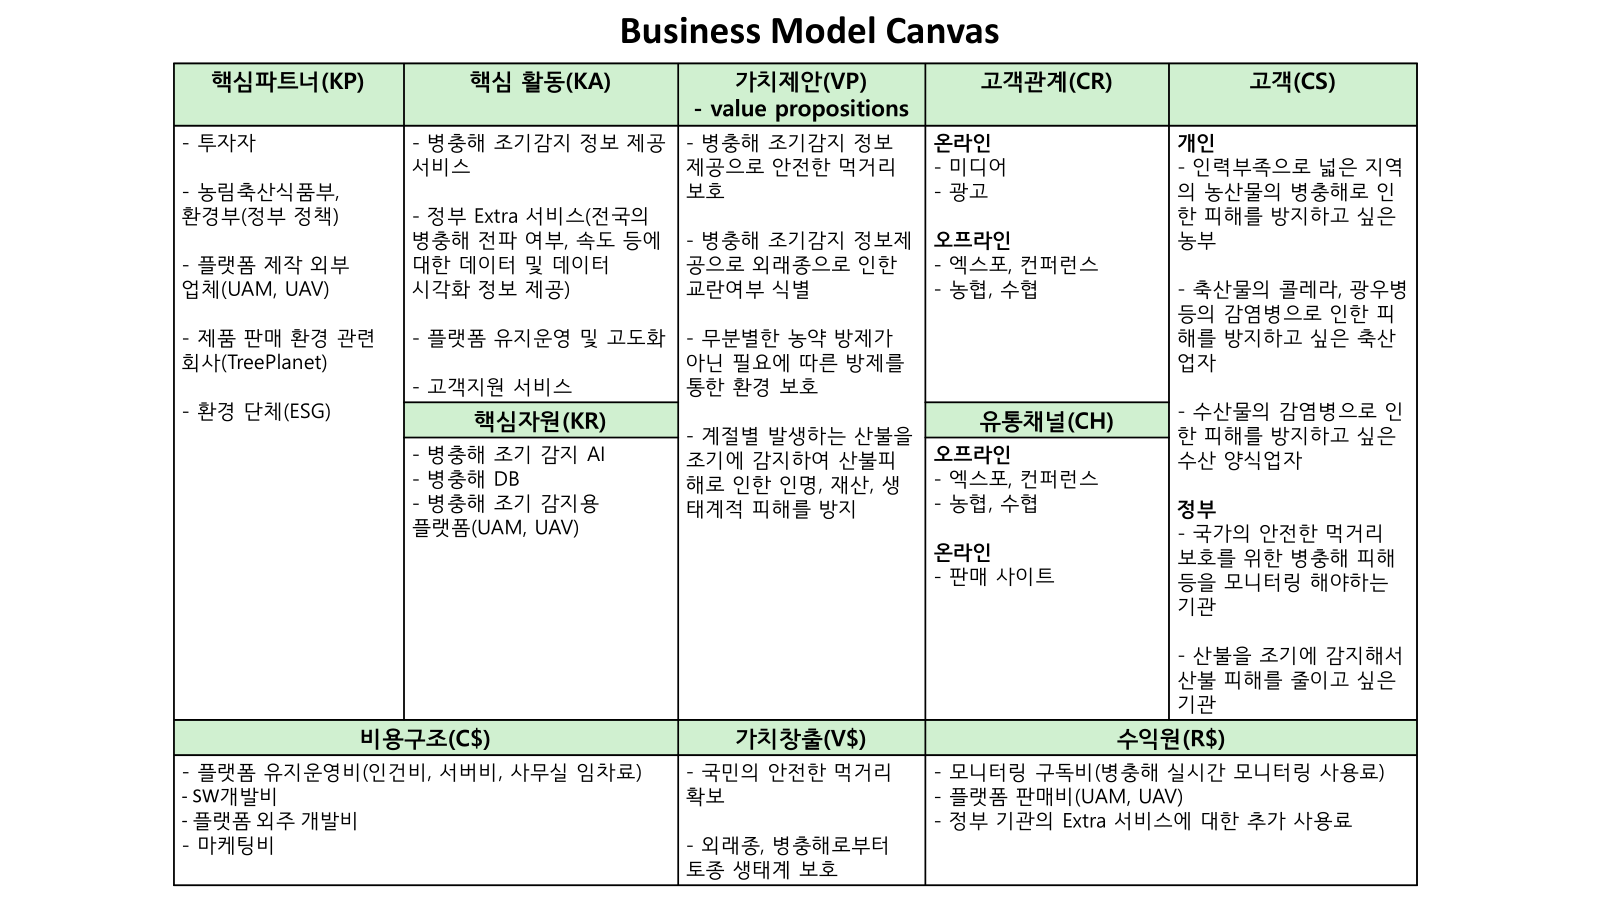 Business Model Canvas
핵심파트너(KP)
- 투자자
- 농림축산식품부,
환경부(정부 정책)
- 플랫폼 제작 외부
업체(UAM, UAV)
- 제품 판매 환경 관련
회사(TreePlanet)
- 환경 단체(ESG)
핵심 활동(KA)
- 병충해 조기감지 정보 제공
서비스
- 정부 Extra 서비스(전국의
병충해 전파 여부, 속도 등에
대한 데이터 및 데이터
시각화 정보 제공)
- 플랫폼 유지운영 및 고도화
- 고객지원 서비스
핵심자원(KR)
- 병충해 조기 감지 AI
- 병충해 DB
- 병충해 조기 감지용
플랫폼(UAM, UAV)
가치제안(VP)
- value propositions
- 병충해 조기감지 정보
제공으로 안전한 먹거리
보호
- 병충해 조기감지 정보제
공으로 외래종으로 인한
교란여부 식별
- 무분별한 농약 방제가
아닌 필요에 따른 방제를
통한 환경 보호
- 계절별 발생하는 산불을
조기에 감지하여 산불피
해로 인한 인명, 재산, 생
태계적 피해를 방지
고객관계(CR)
온라인
- 미디어
- 광고
오프라인
- 엑스포, 컨퍼런스
- 농협, 수협
유통채널(CH)
오프라인
- 엑스포, 컨퍼런스
- 농협, 수협
온라인
- 판매 사이트
고객(CS)
개인
- 인력부족으로 넓은 지역
의 농산물의 병충해로 인
한 피해를 방지하고 싶은
농부
- 축산물의 콜레라, 광우병
등의 감염병으로 인한 피
해를 방지하고 싶은 축산
업자
- 수산물의 감염병으로 인
한 피해를 방지하고 싶은
수산 양식업자
정부
- 국가의 안전한 먹거리
보호를 위한 병충해 피해
등을 모니터링 해야하는
기관
- 산불을 조기에 감지해서
산불 피해를 줄이고 싶은
기관
비용구조(C$)
- 플랫폼 유지운영비(인건비, 서버비, 사무실 임차료)
- SW개발비
- 플랫폼 외주 개발비
- 마케팅비
가치창출(V$)
- 국민의 안전한 먹거리
확보
- 외래종, 병충해로부터
토종 생태계 보호
수익원(R$)
- 모니터링 구독비(병충해 실시간 모니터링 사용료)
- 플랫폼 판매비(UAM, UAV)
- 정부 기관의 Extra 서비스에 대한 추가 사용료